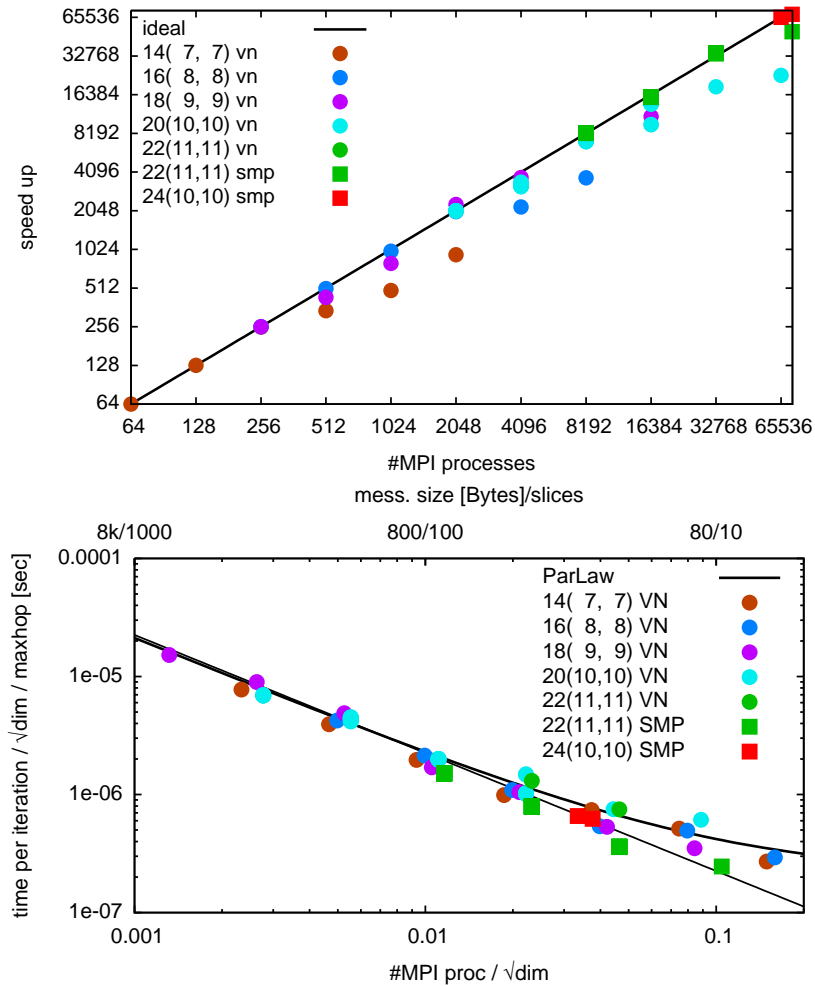 65536
16384
8192
4096
2048
1024
512
256
128
64
speed up
ideal
14( 7, 7) vn
16( 8, 8) vn
18( 9, 9) vn
20(10,10) vn
22(11,11) vn
22(11,11) smp
24(10,10) smp
64 128 256 512 1024 2048 4096 8192 16384 32768 65536
#MPI processes
mess. size [Bytes]/slices
8k/1000 800/100 80/10
0.0001
1e-05
1e-06
1e-07
time per iteration / √dim / maxhop [sec]
ParLaw
14( 7, 7) VN
16( 8, 8) VN
18( 9, 9) VN
20(10,10) VN
22(11,11) VN
22(11,11) SMP
24(10,10) SMP
0.001 0.01 0.1
#MPI proc / √dim